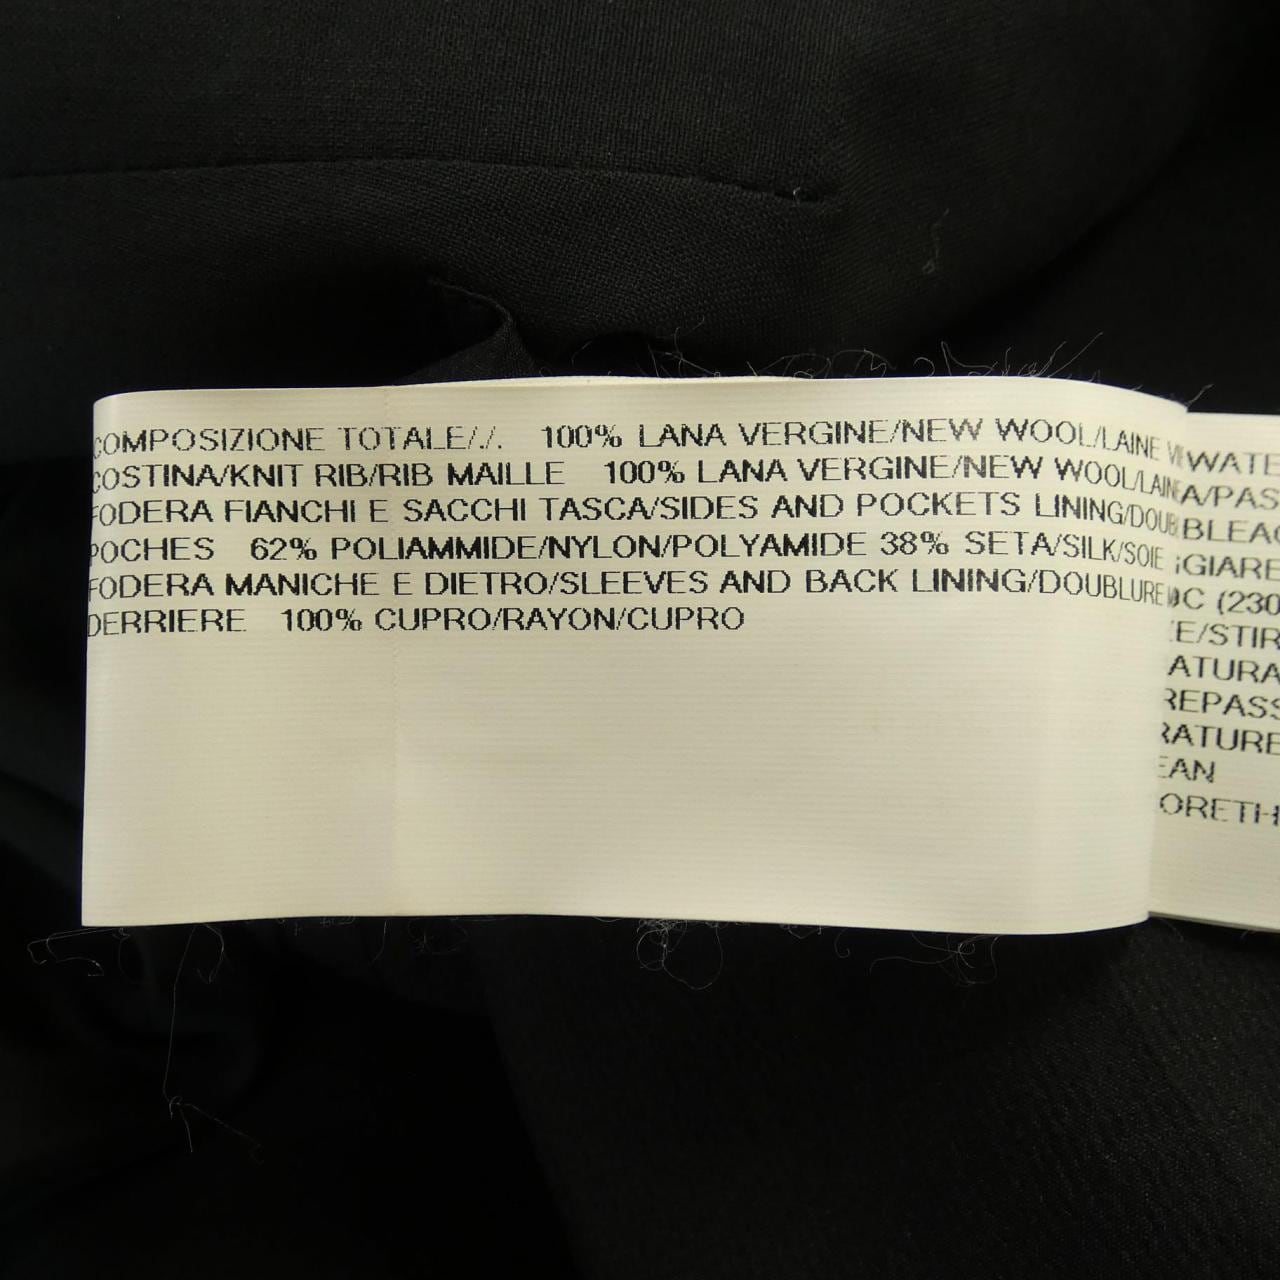 COMPOSIZIONE TOTALE/./. 100% LANA VERGINE/NEW WOOL/LAINE
COSTINA/KNIT RIB/RIB MAILLE 100% LANA VERGINE/NEW WOOL/
FODERA FIANCHI E SACCHI TASCA/SIDES AND POCKETS LINING/
POCHES 62% POLIAMMIDE/NYLON/POLYAMIDE 38% SETA/SILK/SOIE
FODERA MANICHE E DIETRO/SLEEVES AND BACK LINING/DOUBLURE
DERRIERE 100% CUPRO/RAYON/CUPRO
WATE
A/PAS
BLEAC
GIARE
C (230
E/STIR
ATURA
REPASS
RATURE
EAN
ORETH